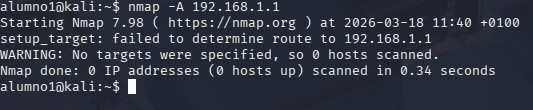 alumno1@kali:~$ nmap -A 192.168.1.1
Starting Nmap 7.98 ( https://nmap.org ) at 2026-03-18 11:40 +0100
setup_target: failed to determine route to 192.168.1.1
WARNING: No targets were specified, so 0 hosts scanned.
Nmap done: 0 IP addresses (0 hosts up) scanned in 0.34 seconds
alumno1@kali:~$